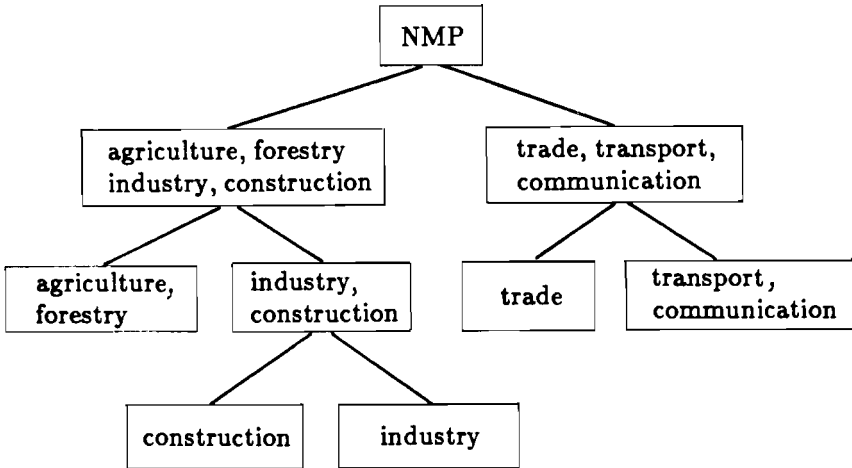 NMP
agriculture, forestry
industry, construction
trade, transport,
communication
agriculture,
forestry
industry,
construction
trade
transport,
communication
construction
industry